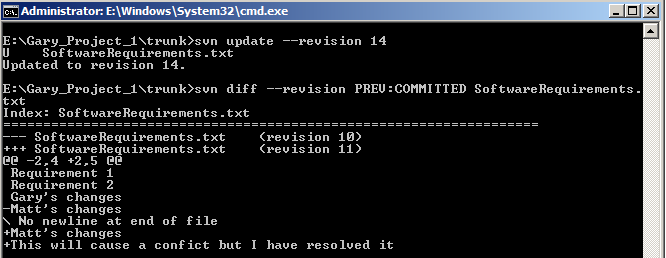 Administrator: E:\Windows\System32\cmd.exe
E:\Gary_Project_1\trunk>svn update --revision 14
U    SoftwareRequirements.txt
Updated to revision 14.
E:\Gary_Project_1\trunk>svn diff --revision PREV:COMMITTED SoftwareRequirements.
txt
Index: SoftwareRequirements.txt
===================================================================
--- SoftwareRequirements.txt    (revision 10)
+++ SoftwareRequirements.txt    (revision 11)
@@ -2,4 +2,5 @@
 Requirement 1
 Requirement 2
 Gary's changes
-Matt's changes
\ No newline at end of file
+Matt's changes
+This will cause a confict but I have resolved it